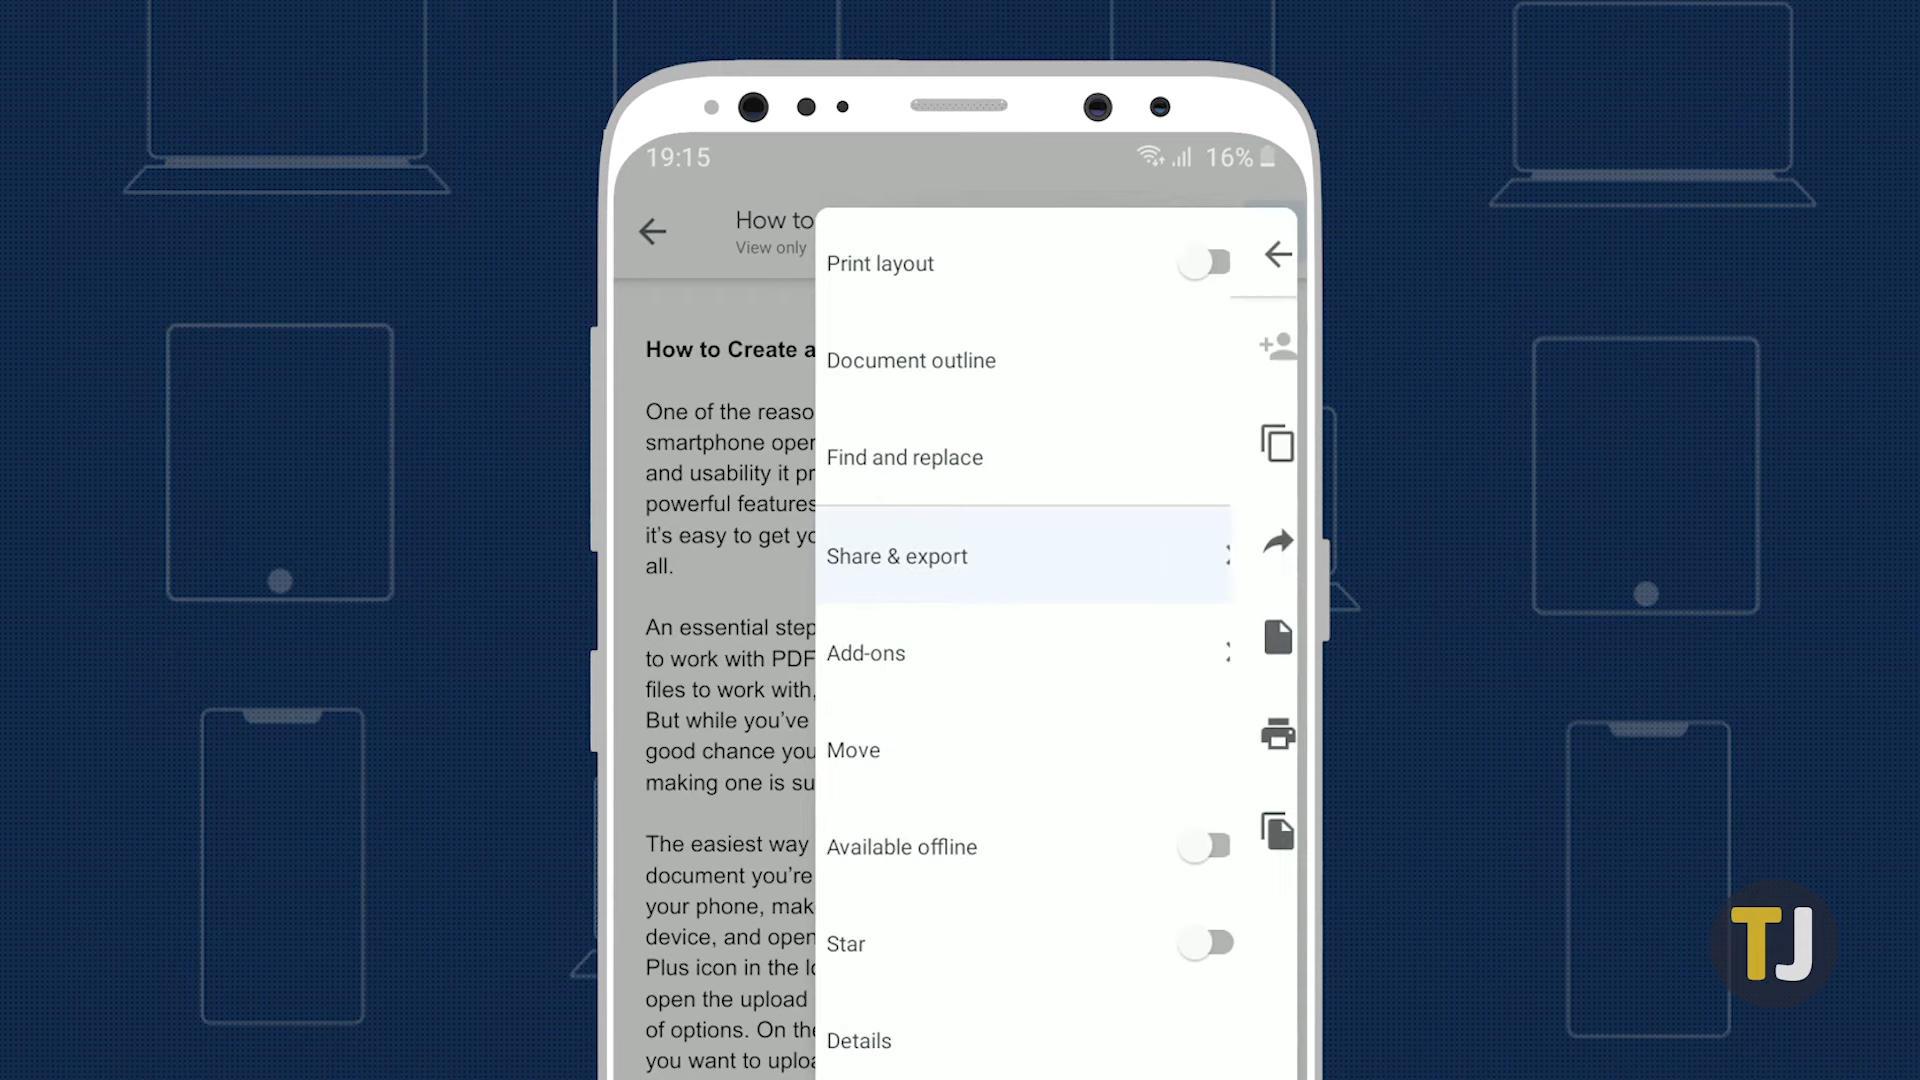 19:15
16%
How to
View only
Print layout
Document outline
Find and replace
Share & export
Add-ons
Move
Available offline
Star
Details
How to Create a
One of the reaso
smartphone oper
and usability it pr
powerful features
it's easy to get yo
all.
An essential step
to work with PDF
files to work with,
But while you've
good chance you
making one is su
The easiest way
document you're
your phone, mak
device, and open
Plus icon in the lo
open the upload
of options. On the
you want to uploa
TJ